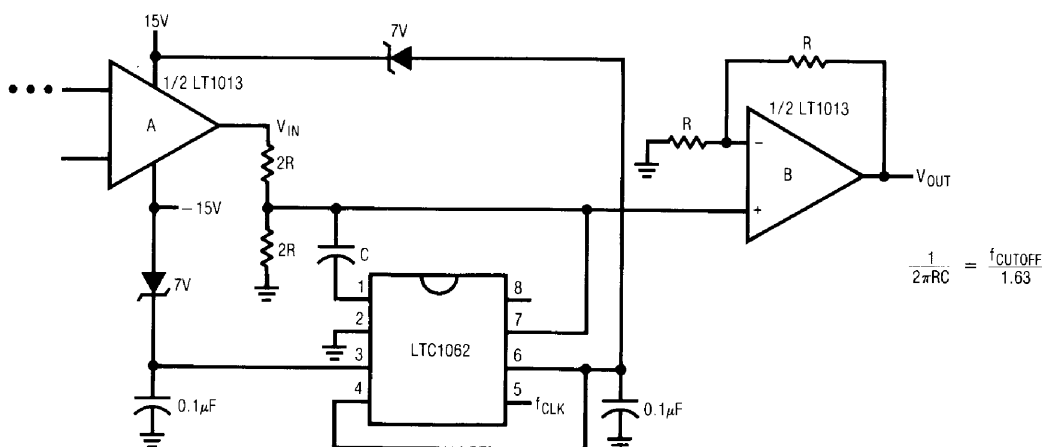 15V
7V
1/2 LT1013
A
V_IN
2R
-15V
2R
7V
C
R
R
1/2 LT1013
-
+
B
V_OUT
1/2πRC = f_CUTOFF/1.63
1
2
3
4
8
7
6
5
LTC1062
f_CLK
0.1μF
0.1μF